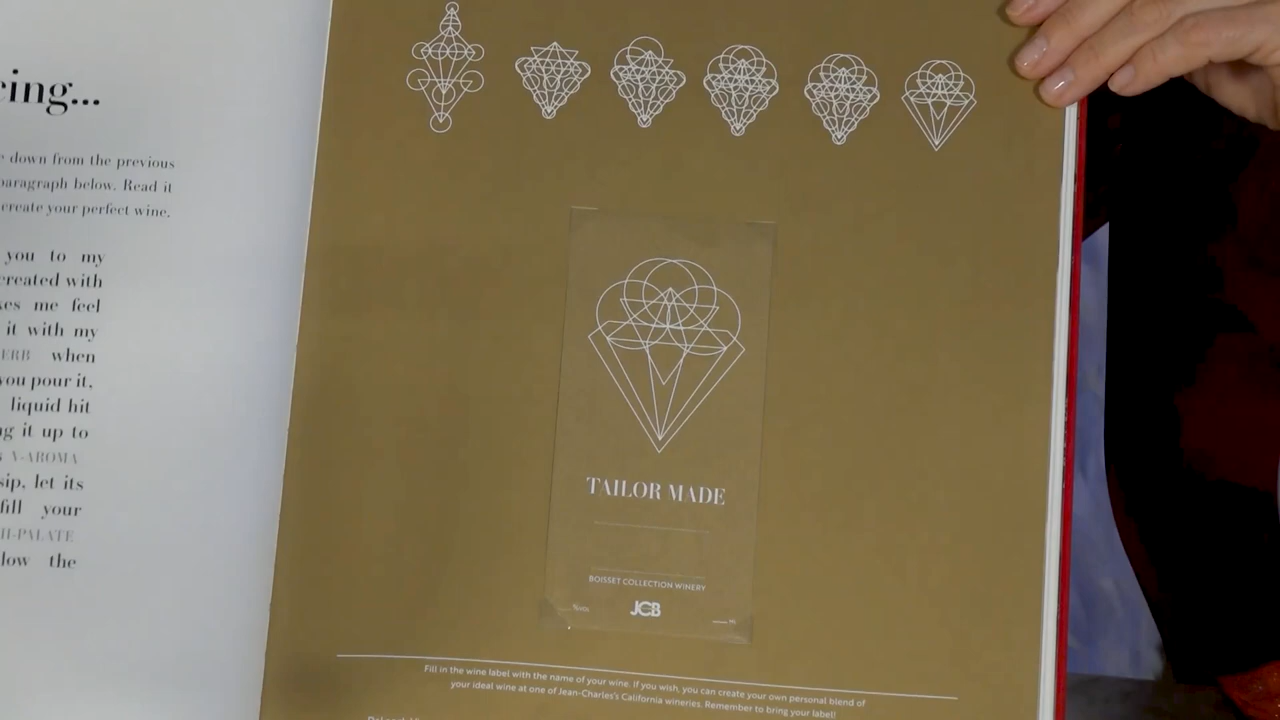 cing...
down from the previous
paragraph below. Read it
create your perfect wine.
you to my
created with
me feel
it with my
ERB when
you pour it,
liquid hit
it up to
V-AROMA
sip, let its
fill your
H-PALATE
the
TAILOR MADE
BOISSET COLLECTION WINERY
JCB
Fill in the wine label with the name of your wine. If you wish, you can create your own personal blend of
your ideal wine at one of Jean-Charles's California wineries. Remember to bring your label!